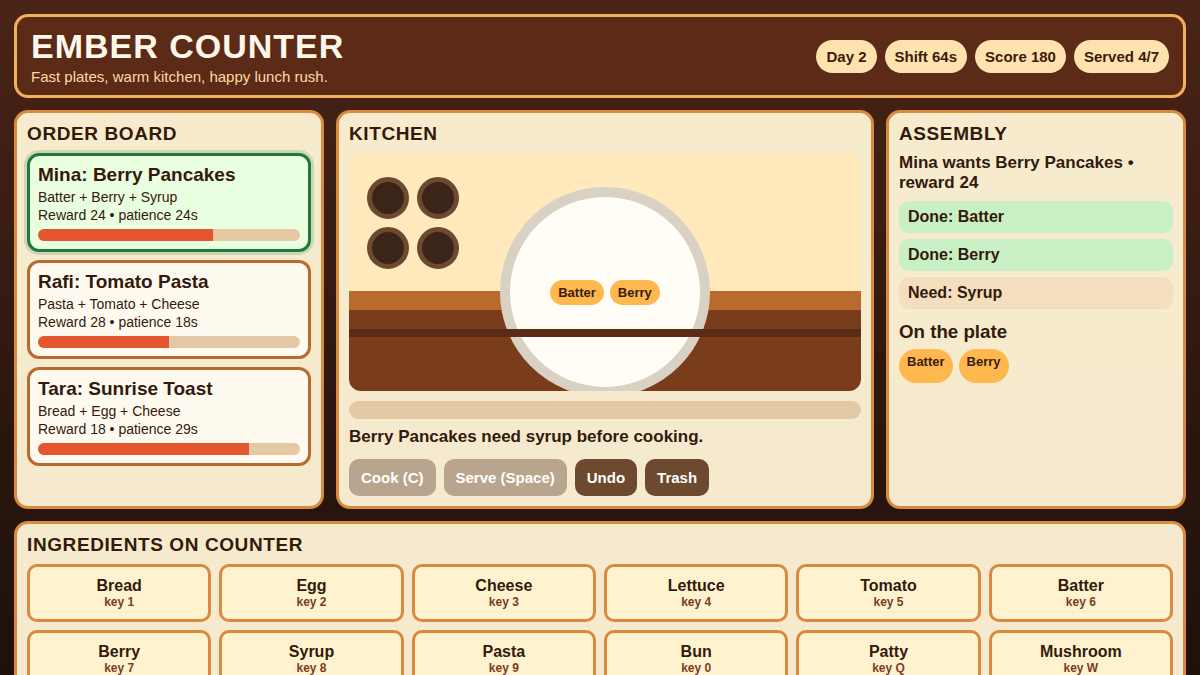 EMBER COUNTER
Fast plates, warm kitchen, happy lunch rush.
Day 2
Shift 64s
Score 180
Served 4/7
ORDER BOARD
Mina: Berry Pancakes
Batter + Berry + Syrup
Reward 24 • patience 24s
Rafi: Tomato Pasta
Pasta + Tomato + Cheese
Reward 28 • patience 18s
Tara: Sunrise Toast
Bread + Egg + Cheese
Reward 18 • patience 29s
KITCHEN
Batter
Berry
Berry Pancakes need syrup before cooking.
Cook (C)
Serve (Space)
Undo
Trash
ASSEMBLY
Mina wants Berry Pancakes •
reward 24
Done: Batter
Done: Berry
Need: Syrup
On the plate
Batter
Berry
INGREDIENTS ON COUNTER
Bread
key 1
Egg
key 2
Cheese
key 3
Lettuce
key 4
Tomato
key 5
Batter
key 6
Berry
key 7
Syrup
key 8
Pasta
key 9
Bun
key 0
Patty
key Q
Mushroom
key W